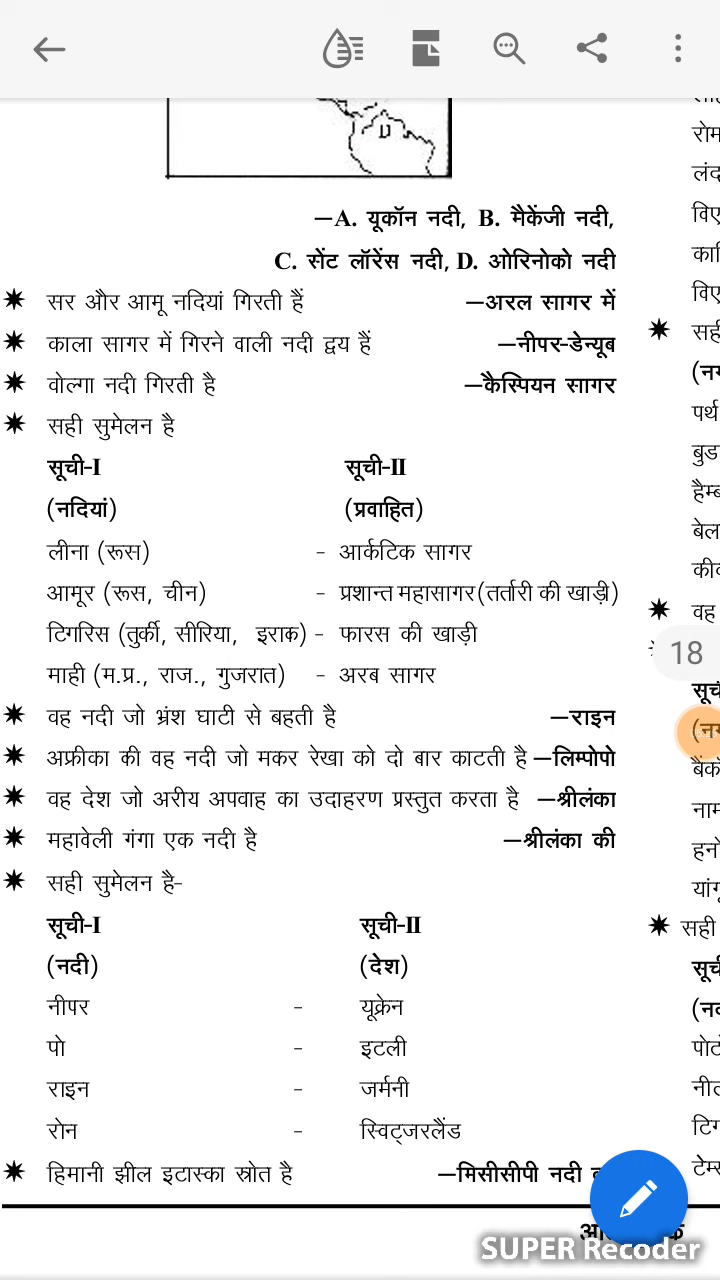 D
–A. यूकॉन नदी, B. मैकेंजी नदी,
C. सेंट लॉरेंस नदी, D. ओरिनोको नदी
✷ सर और आमू नदियां गिरती हैं –अरल सागर में
✷ काला सागर में गिरने वाली नदी द्वय हैं –नीपर-डेन्यूब
✷ वोल्गा नदी गिरती है –कैस्पियन सागर
✷ सही सुमेलन है
सूची-I सूची-II
(नदियां) (प्रवाहित)
लीना (रूस) - आर्कटिक सागर
आमूर (रूस, चीन) - प्रशान्त महासागर(तर्तारी की खाड़ी)
टिगरिस (तुर्की, सीरिया, इराक) - फारस की खाड़ी
माही (म.प्र., राज., गुजरात) - अरब सागर
✷ वह नदी जो भ्रंश घाटी से बहती है –राइन
✷ अफ्रीका की वह नदी जो मकर रेखा को दो बार काटती है –लिम्पोपो
✷ वह देश जो अरीय अपवाह का उदाहरण प्रस्तुत करता है –श्रीलंका
✷ महावेली गंगा एक नदी है –श्रीलंका की
✷ सही सुमेलन है-
सूची-I सूची-II
(नदी) (देश)
नीपर - यूक्रेन
पो - इटली
राइन - जर्मनी
रोन - स्विट्जरलैंड
✷ हिमानी झील इटास्का स्रोत है –मिसीसीपी नदी
✷ सही
वह
18
✷ सही
SUPER Recoder